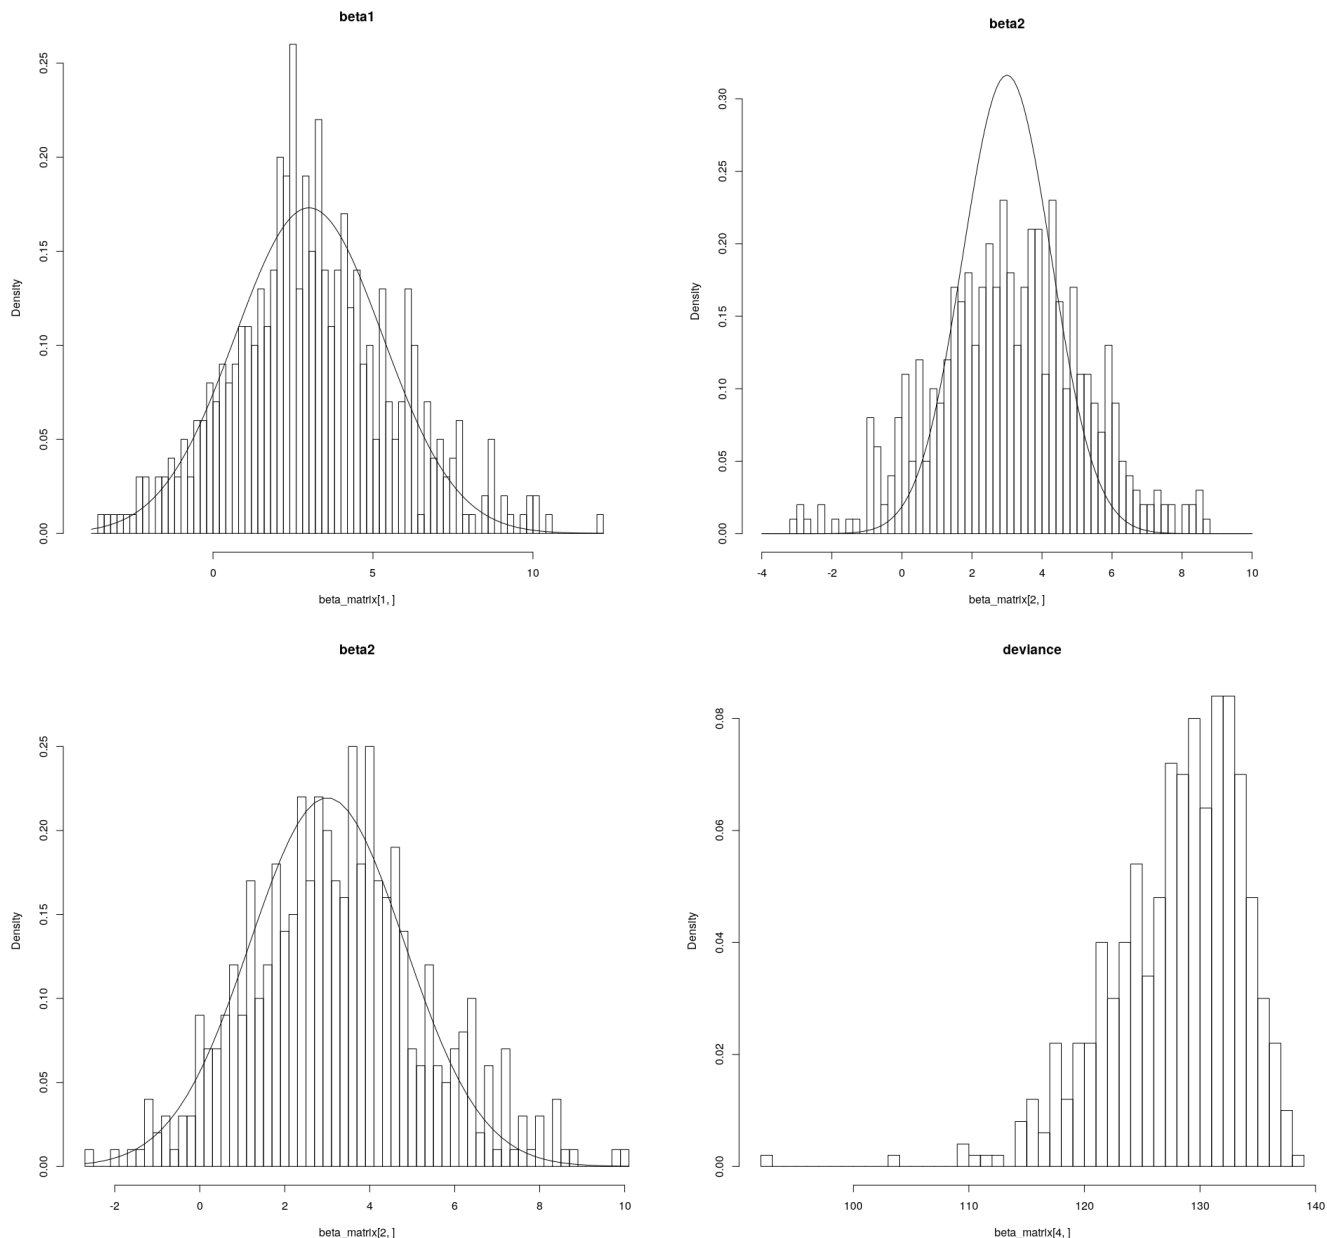 beta1
Density
0.00 0.05 0.10 0.15 0.20 0.25
0 5 10
beta_matrix[1, ]
beta2
Density
0.00 0.05 0.10 0.15 0.20 0.25 0.30
-4 -2 0 2 4 6 8 10
beta_matrix[2, ]
beta2
Density
0.00 0.05 0.10 0.15 0.20 0.25
-2 0 2 4 6 8 10
beta_matrix[2, ]
deviance
Density
0.00 0.02 0.04 0.06 0.08
100 110 120 130 140
beta_matrix[4, ]